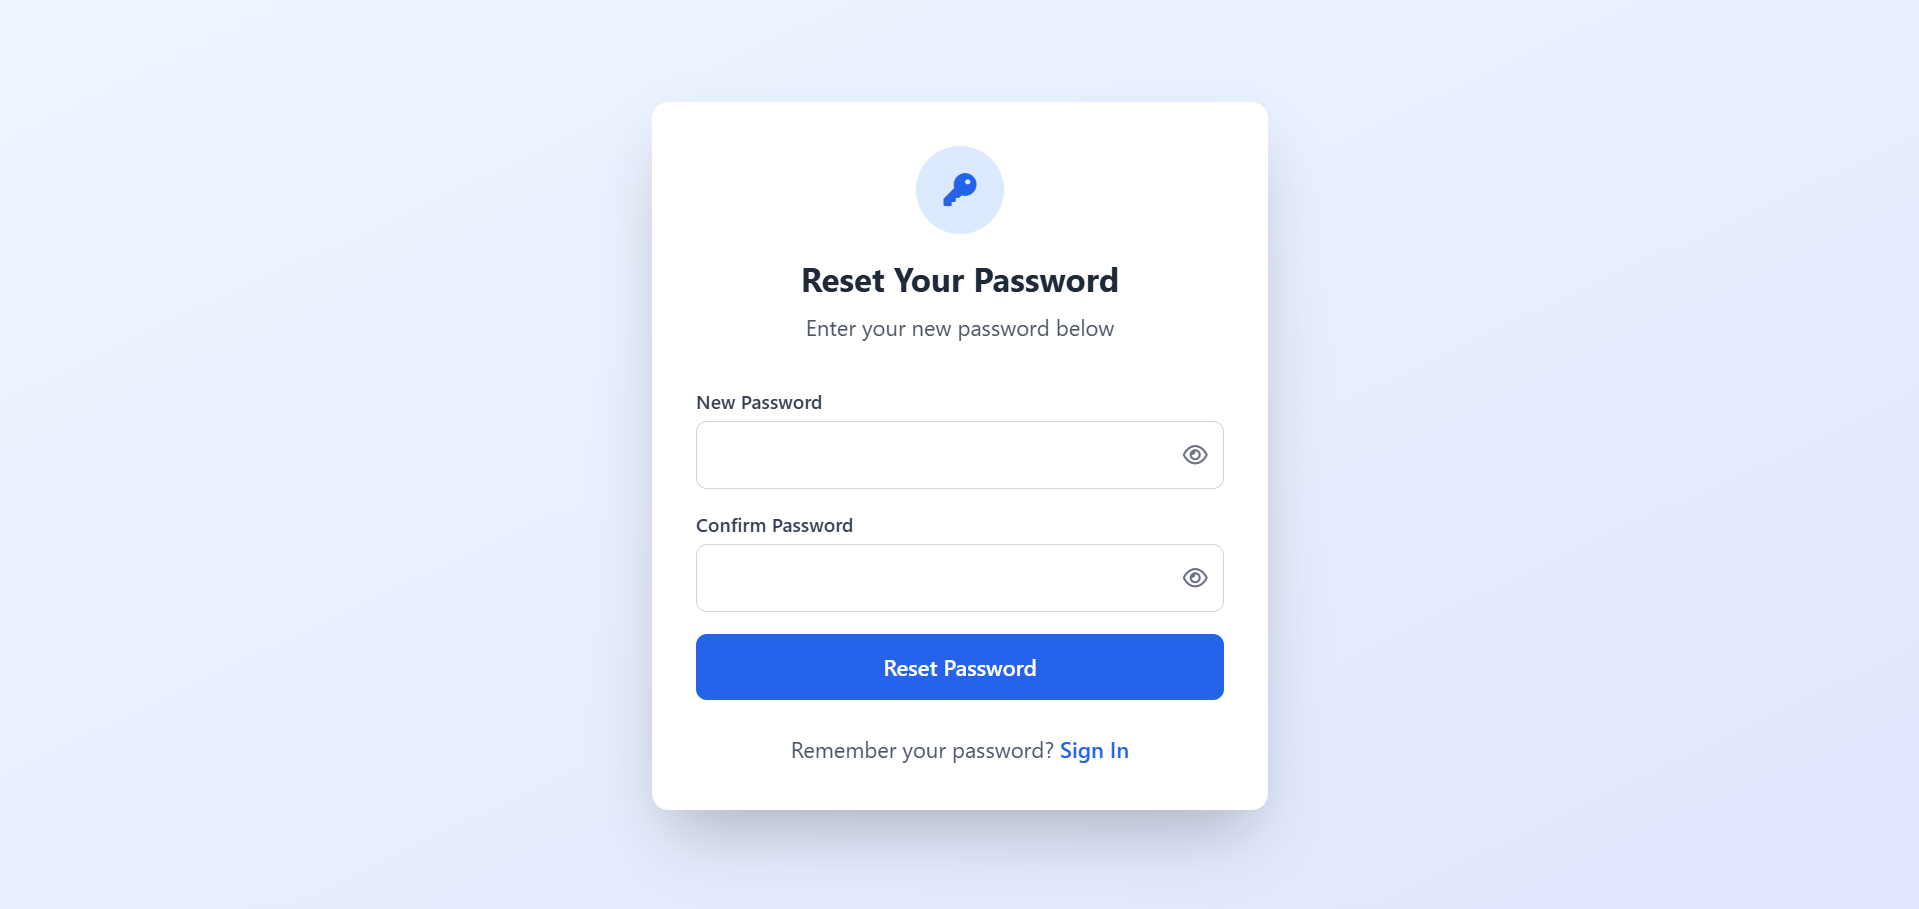 Reset Your Password
Enter your new password below
New Password
Confirm Password
Reset Password
Remember your password? Sign In